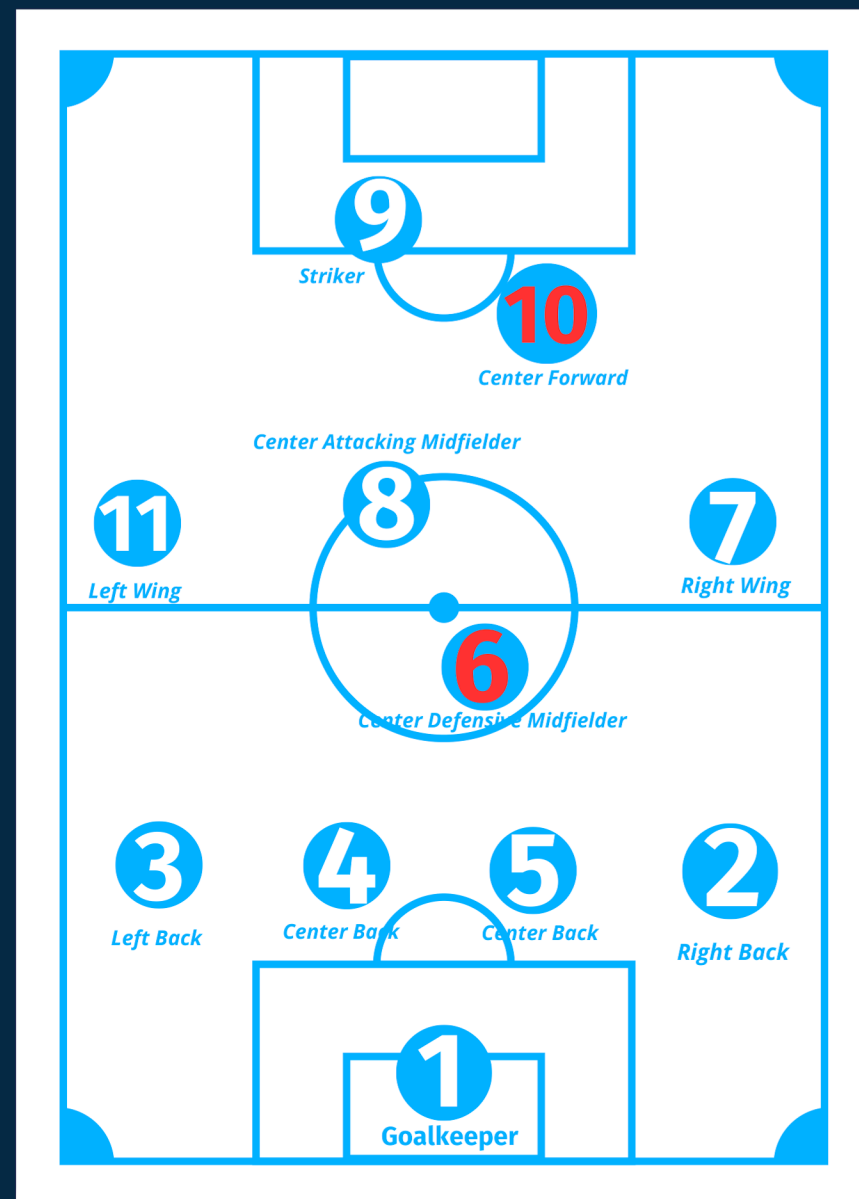 9
Striker
10
Center Forward
Center Attacking Midfielder
8
11
7
Left Wing
Right Wing
6
Center Defensive Midfielder
3
4
5
2
Left Back
Center Back
Center Back
Right Back
1
Goalkeeper